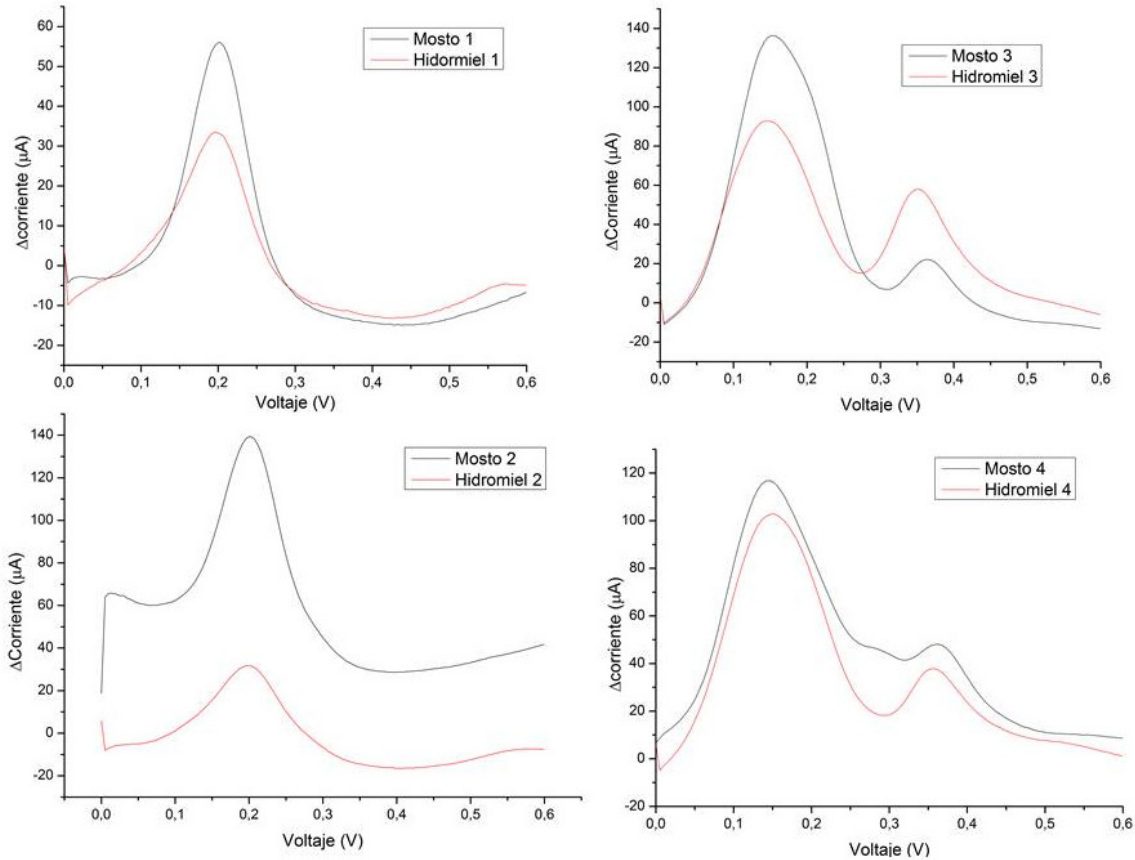 60
50
40
30
20
10
0
-10
-20
Δcorriente (μA)
Mosto 1
Hidormiel 1
0,0 0,1 0,2 0,3 0,4 0,5 0,6
Voltaje (V)
140
120
100
80
60
40
20
0
-20
ΔCorriente (μA)
Mosto 3
Hidromiel 3
0,0 0,1 0,2 0,3 0,4 0,5 0,6
Voltaje (V)
140
120
100
80
60
40
20
0
-20
ΔCorriente (μA)
Mosto 2
Hidromiel 2
0,0 0,1 0,2 0,3 0,4 0,5 0,6
Voltaje (V)
120
100
80
60
40
20
0
-20
Δcorriente (μA)
Mosto 4
Hidromiel 4
0,0 0,1 0,2 0,3 0,4 0,5 0,6
Voltaje (V)